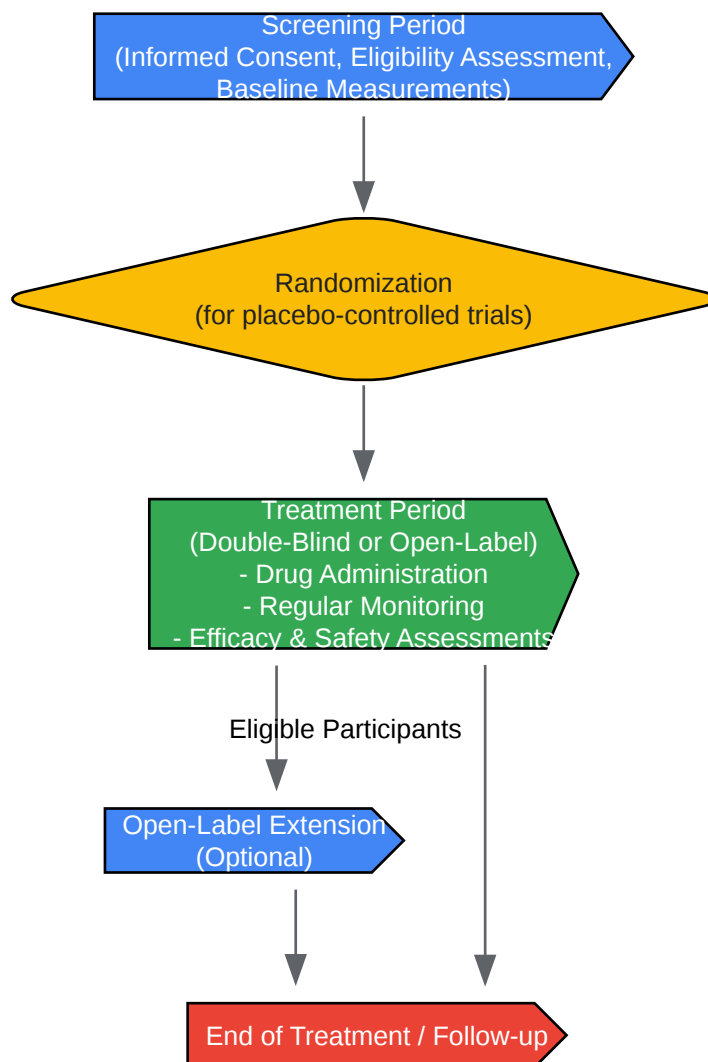 Screening Period
(Informed Consent, Eligibility Assessment,
Baseline Measurements)
Randomization
(for placebo-controlled trials)
Treatment Period
(Double-Blind or Open-Label)
- Drug Administration
- Regular Monitoring
- Efficacy & Safety Assessments
Eligible Participants
Open-Label Extension
(Optional)
End of Treatment / Follow-up